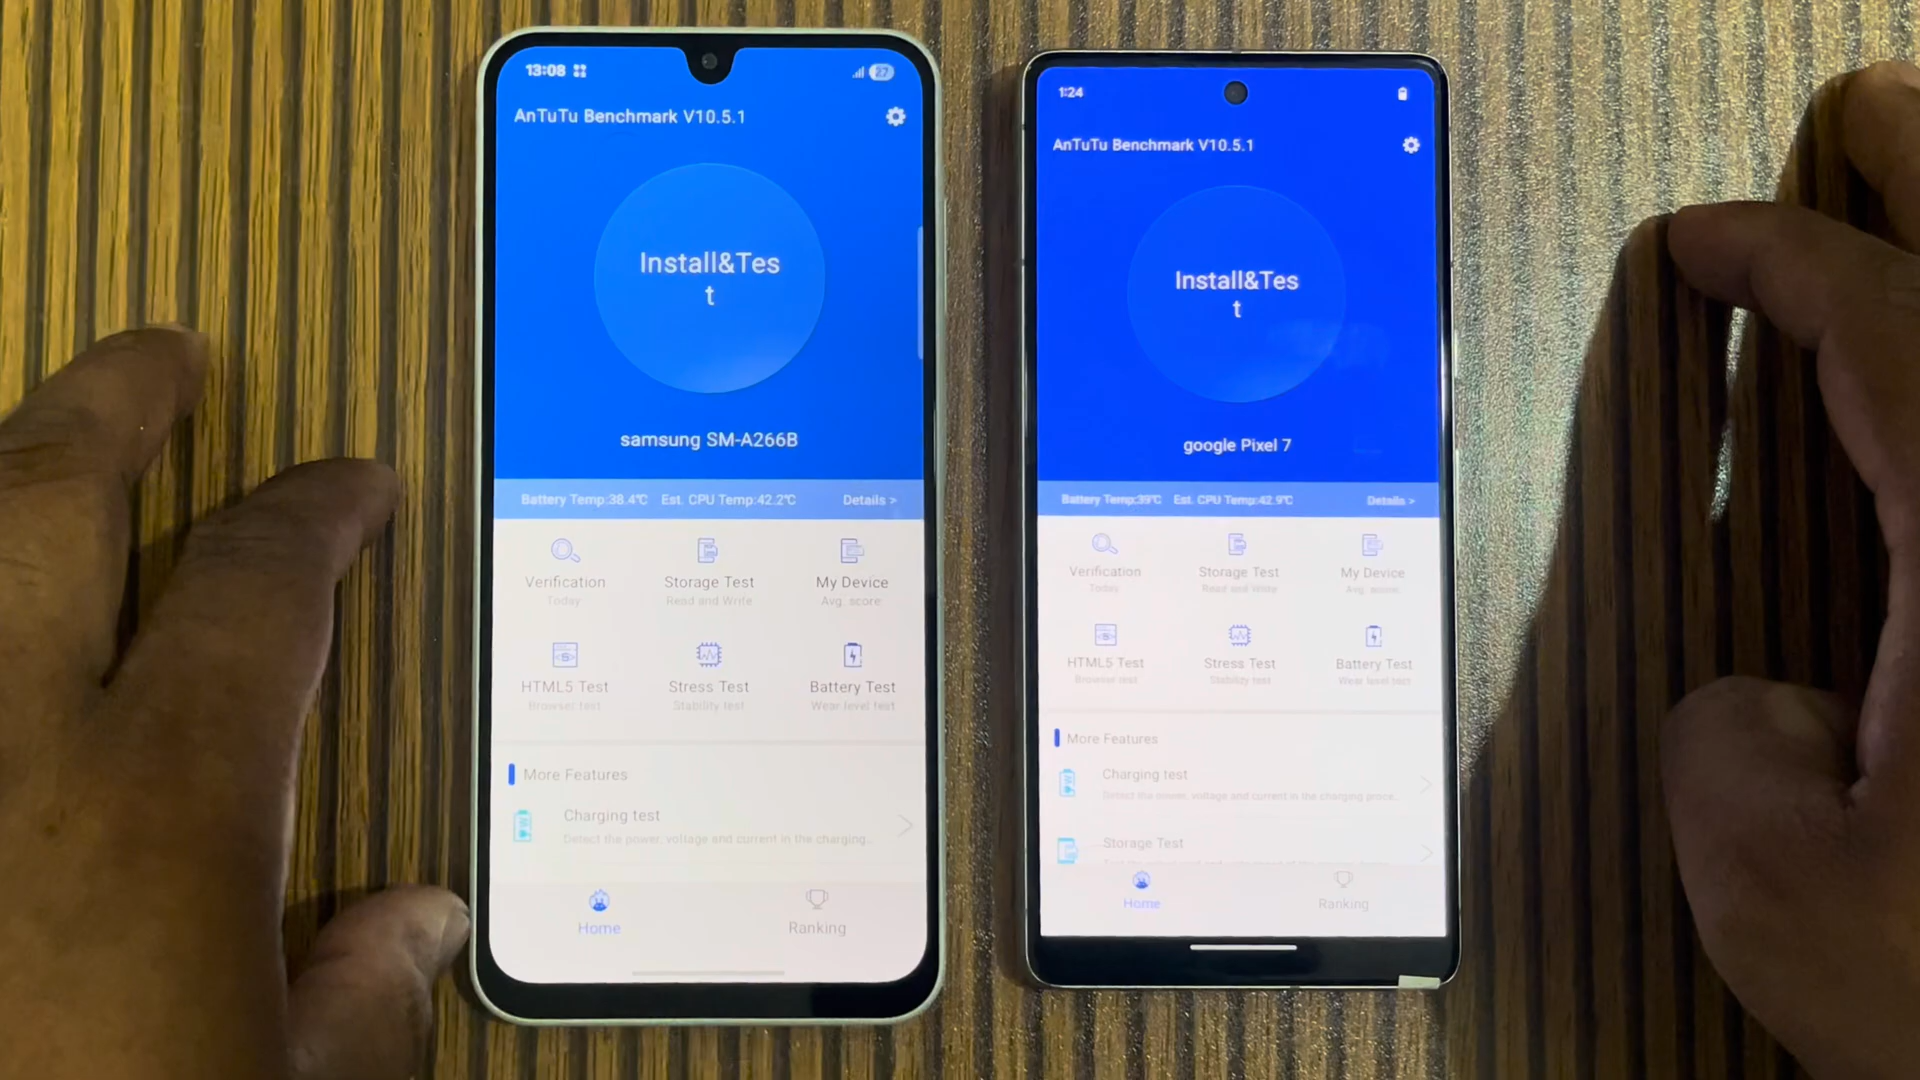 13:08
27
AnTuTu Benchmark V10.5.1
Install&Tes
t
samsung SM-A266B
Battery Temp:38.4℃ Est. CPU Temp:42.2℃ Details >
Verification
Today
Storage Test
Read and Write
My Device
Avg. score
HTML5 Test
Browser test
Stress Test
Stability test
Battery Test
Wear level test
More Features
Charging test
Detect the power, voltage and current in the charging...
Home
Ranking
1:24
AnTuTu Benchmark V10.5.1
Install&Tes
t
google Pixel 7
Battery Temp:39℃ Est. CPU Temp:42.9℃ Details >
Verification
Today
Storage Test
Read and Write
My Device
Avg. score
HTML5 Test
Browser test
Stress Test
Stability test
Battery Test
Wear level test
More Features
Charging test
Detect the power, voltage and current in the charging proce...
Storage Test
Home
Ranking